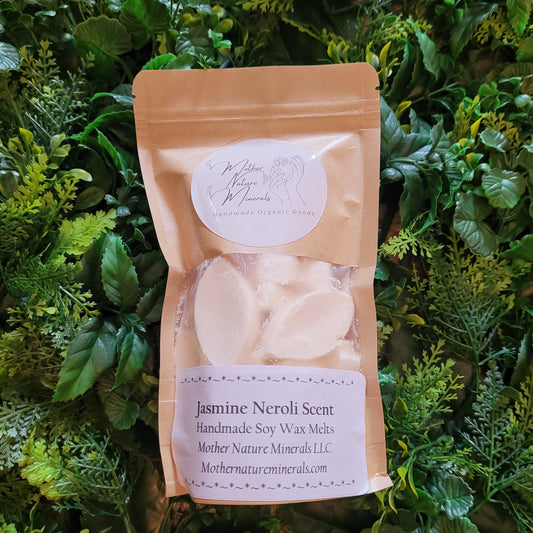 Mother
Nature
Minerals
Handmade Organic Goods
Jasmine Neroli Scent
Handmade Soy Wax Melts
Mother Nature Minerals LLC
Mothernatureminerals.com